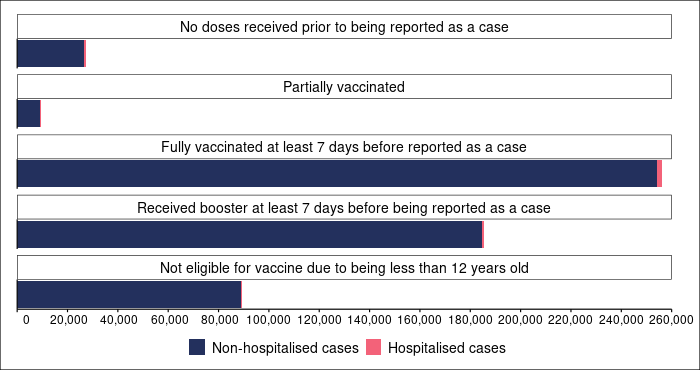 No doses received prior to being reported as a case
Partially vaccinated
Fully vaccinated at least 7 days before reported as a case
Received booster at least 7 days before being reported as a case
Not eligible for vaccine due to being less than 12 years old
0 20,000 40,000 60,000 80,000 100,000 120,000 140,000 160,000 180,000 200,000 220,000 240,000 260,000
Non-hospitalised cases Hospitalised cases